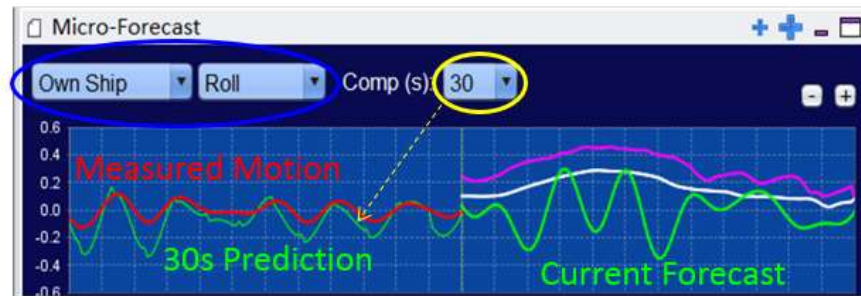 Micro-Forecast
Own Ship Roll Comp (s): 30
- +
0.6
0.4
Measured Motion
0.2
0.0
-0.2
30s Prediction Current Forecast
-0.4
-0.6